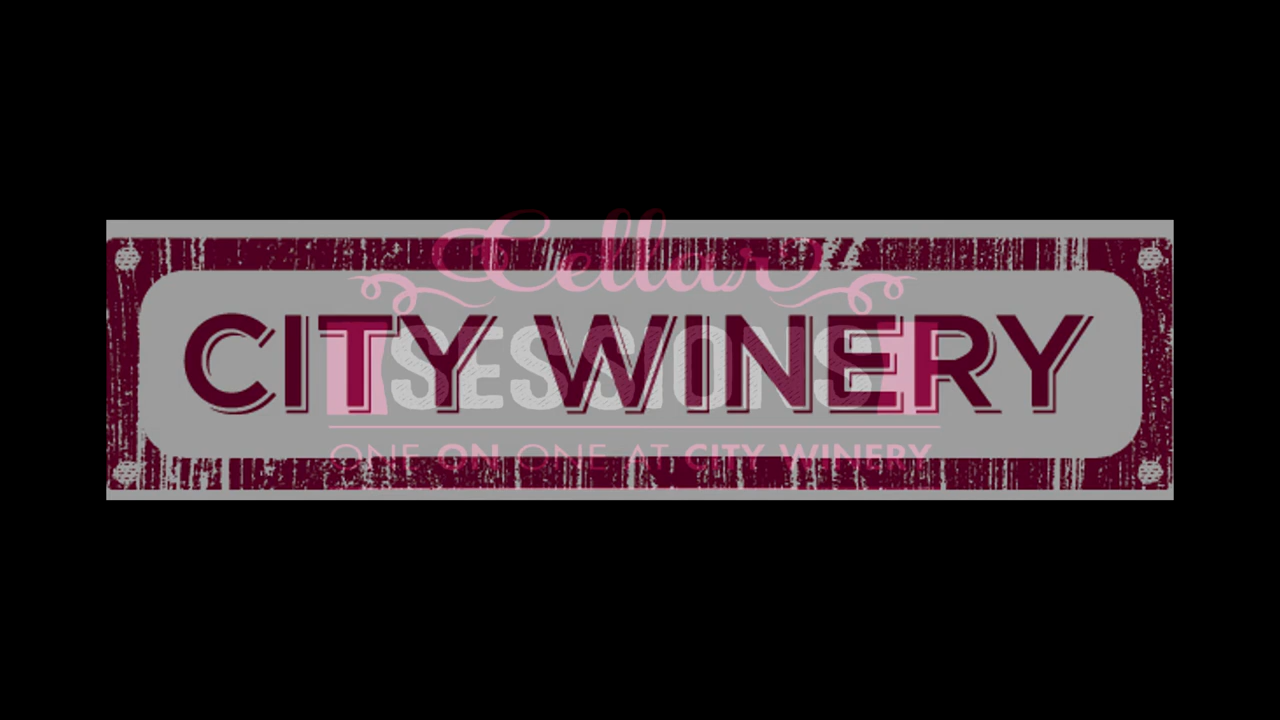 Cellar
SESSIONS
CITY WINERY
ONE ON ONE AT CITY WINERY